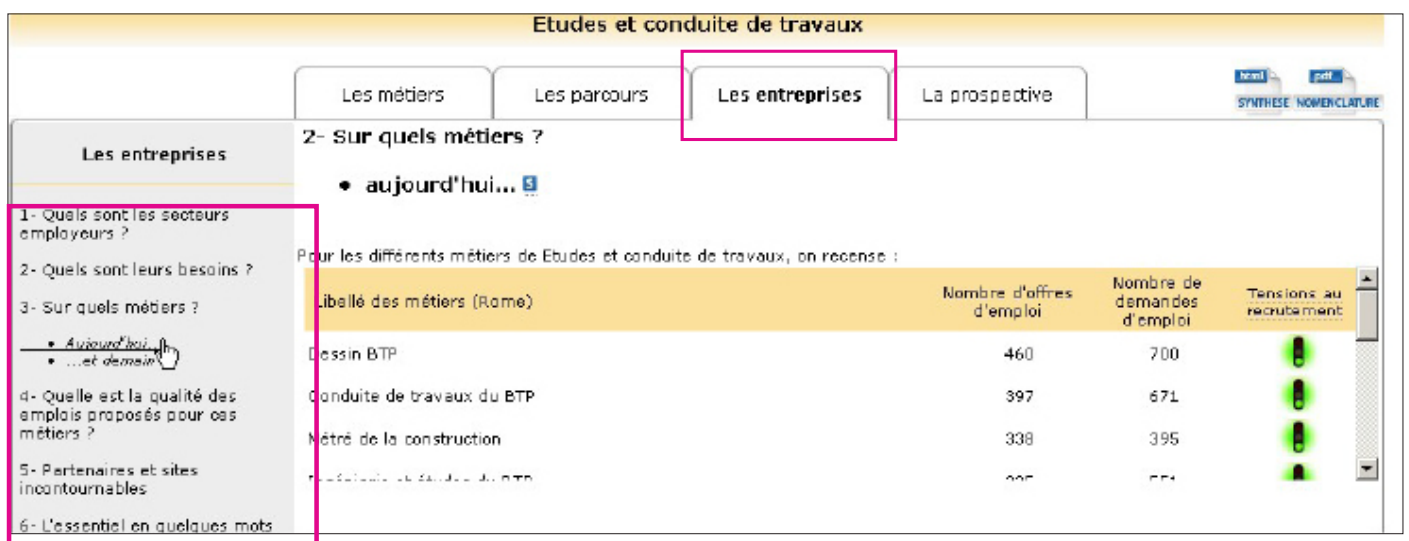 Etudes et conduite de travaux
Les métiers
Les parcours
Les entreprises
La prospective
html
pdf
SYNTHESE NOMENCLATURE
Les entreprises
1- Quels sont les secteurs
employeurs ?
2- Quels sont leurs besoins ?
3- Sur quels métiers ?
• Aujourd'hui...
• ...et demain
4- Quelle est la qualité des
emplois proposés pour ces
métiers ?
5- Partenaires et sites
incontournables
6- L'essentiel en quelques mots
2- Sur quels métiers ?
• aujourd'hui... S
Pour les différents métiers de Etudes et conduite de travaux, on recense :
Libellé des métiers (Rome)
Nombre d'offres
d'emploi
Nombre de
demandes
d'emploi
Tensions au
recrutement
Dessin BTP 460 700
Conduite de travaux du BTP 397 671
Métré de la construction 338 395